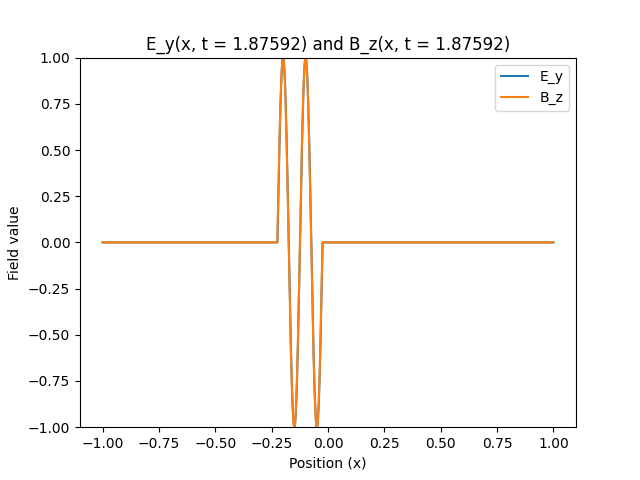 E_y(x, t = 1.87592) and B_z(x, t = 1.87592)
1.00
0.75
0.50
0.25
0.00
−0.25
−0.50
−0.75
−1.00
Field value
E_y
B_z
−1.00 −0.75 −0.50 −0.25 0.00 0.25 0.50 0.75 1.00
Position (x)